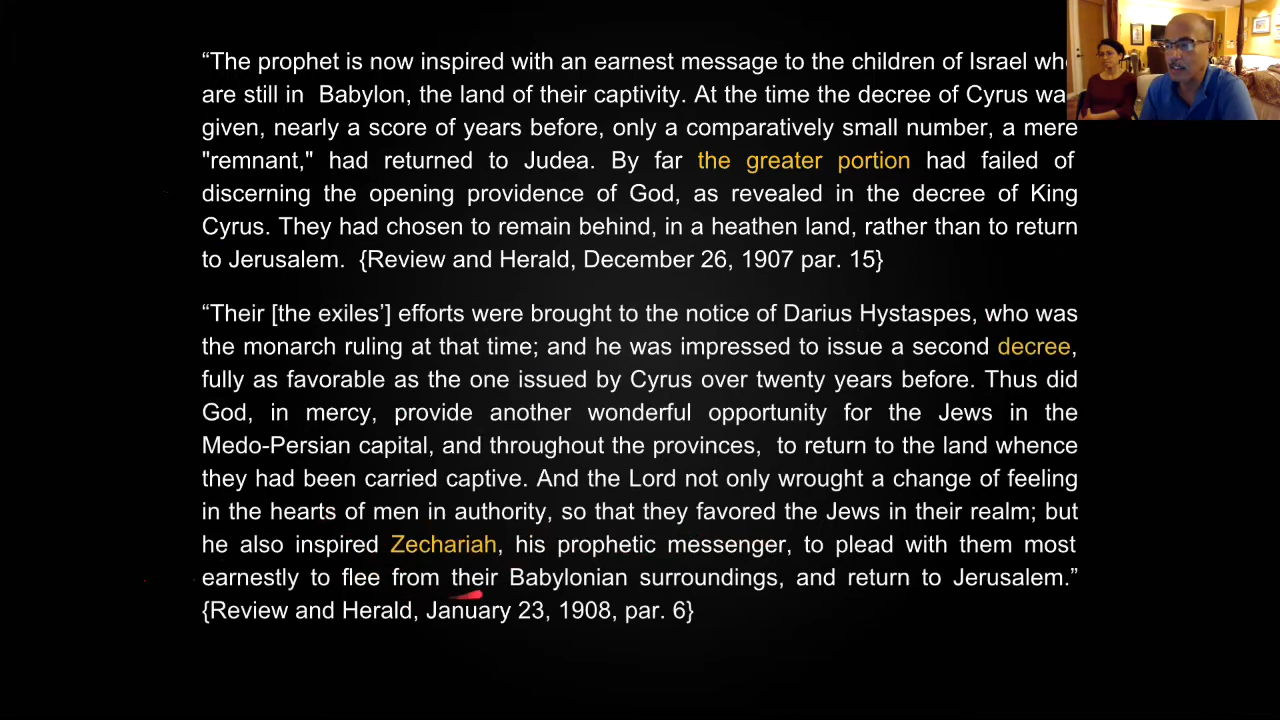 “The prophet is now inspired with an earnest message to the children of Israel
are still in Babylon, the land of their captivity. At the time the decree of Cyrus
given, nearly a score of years before, only a comparatively small number, a mere
"remnant," had returned to Judea. By far the greater portion had failed of
discerning the opening providence of God, as revealed in the decree of King
Cyrus. They had chosen to remain behind, in a heathen land, rather than to return
to Jerusalem. {Review and Herald, December 26, 1907 par. 15}
“Their [the exiles’] efforts were brought to the notice of Darius Hystaspes, who was
the monarch ruling at that time; and he was impressed to issue a second decree,
fully as favorable as the one issued by Cyrus over twenty years before. Thus did
God, in mercy, provide another wonderful opportunity for the Jews in the
Medo-Persian capital, and throughout the provinces, to return to the land whence
they had been carried captive. And the Lord not only wrought a change of feeling
in the hearts of men in authority, so that they favored the Jews in their realm; but
he also inspired Zechariah, his prophetic messenger, to plead with them most
earnestly to flee from their Babylonian surroundings, and return to Jerusalem.”
{Review and Herald, January 23, 1908, par. 6}